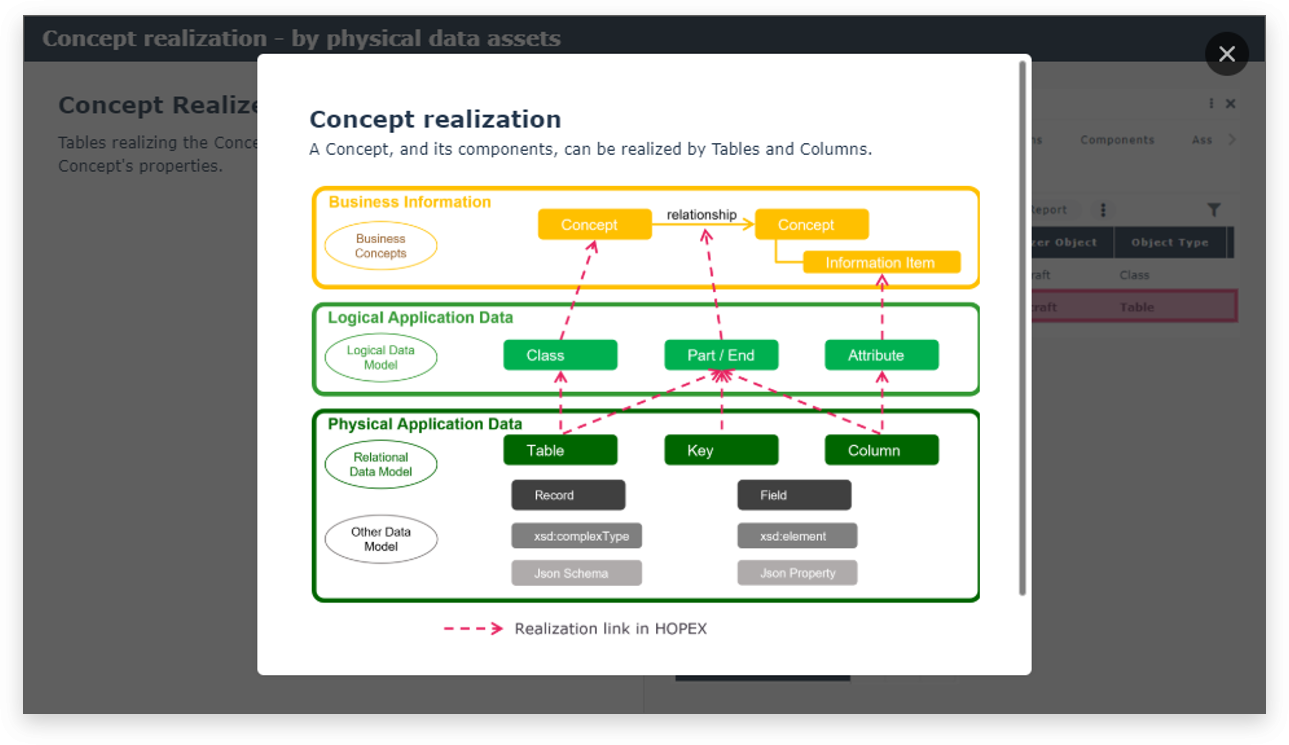 Concept realization - by physical data assets
Concept Realize
Tables realizing the Conce
Concept's properties.
Components
Ass
Report
Object
Object Type
Class
Table
Concept realization
A Concept, and its components, can be realized by Tables and Columns.
Business Information
Business
Concepts
Concept
relationship
Concept
Information Item
Logical Application Data
Logical Data
Model
Class
Part / End
Attribute
Physical Application Data
Relational
Data Model
Table
Key
Column
Other Data
Model
Record
Field
xsd:complexType
xsd:element
Json Schema
Json Property
Realization link in HOPEX